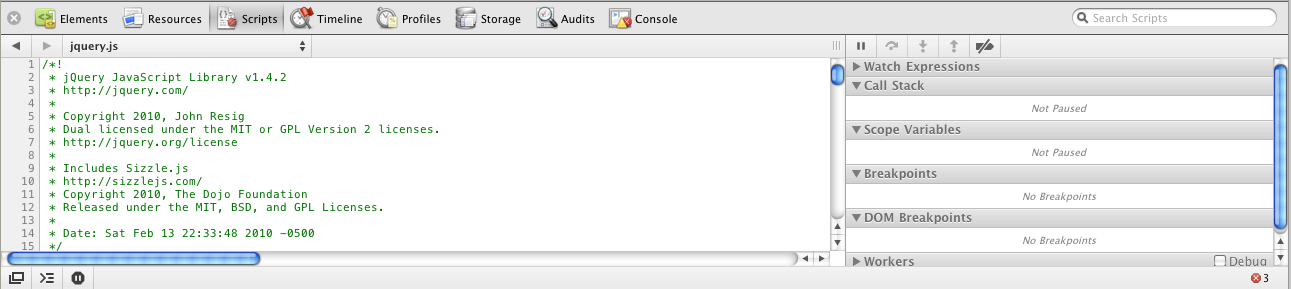 Elements Resources Scripts Timeline Profiles Storage Audits Console Search Scripts
jquery.js
1 /*!
2 * jQuery JavaScript Library v1.4.2
3 * http://jquery.com/
4 *
5 * Copyright 2010, John Resig
6 * Dual licensed under the MIT or GPL Version 2 licenses.
7 * http://jquery.org/license
8 *
9 * Includes Sizzle.js
10 * http://sizzlejs.com/
11 * Copyright 2010, The Dojo Foundation
12 * Released under the MIT, BSD, and GPL Licenses.
13 *
14 * Date: Sat Feb 13 22:33:48 2010 -0500
15 */
Watch Expressions
Call Stack
Not Paused
Scope Variables
Not Paused
Breakpoints
No Breakpoints
DOM Breakpoints
No Breakpoints
Workers Debug
3